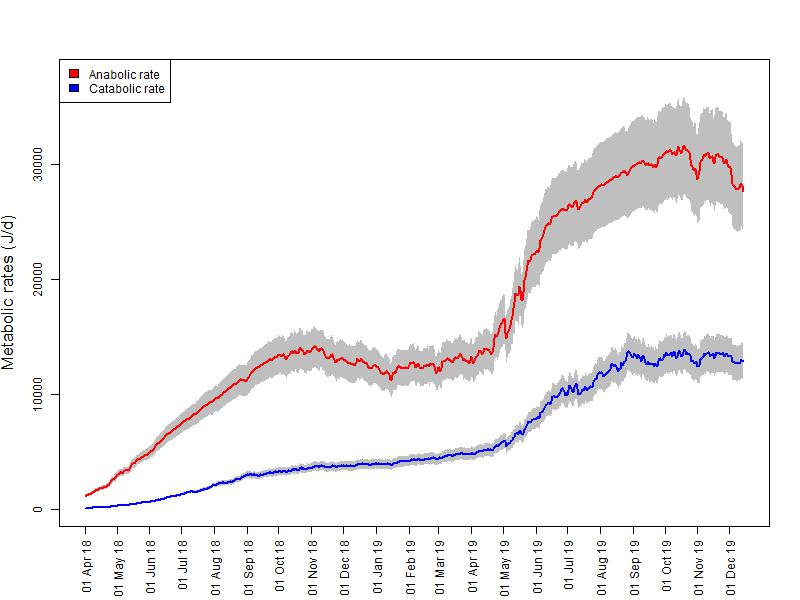 Anabolic rate
Catabolic rate
Metabolic rates (J/d)
30000
20000
10000
0
01 Apr 18
01 May 18
01 Jun 18
01 Jul 18
01 Aug 18
01 Sep 18
01 Oct 18
01 Nov 18
01 Dec 18
01 Jan 19
01 Feb 19
01 Mar 19
01 Apr 19
01 May 19
01 Jun 19
01 Jul 19
01 Aug 19
01 Sep 19
01 Oct 19
01 Nov 19
01 Dec 19